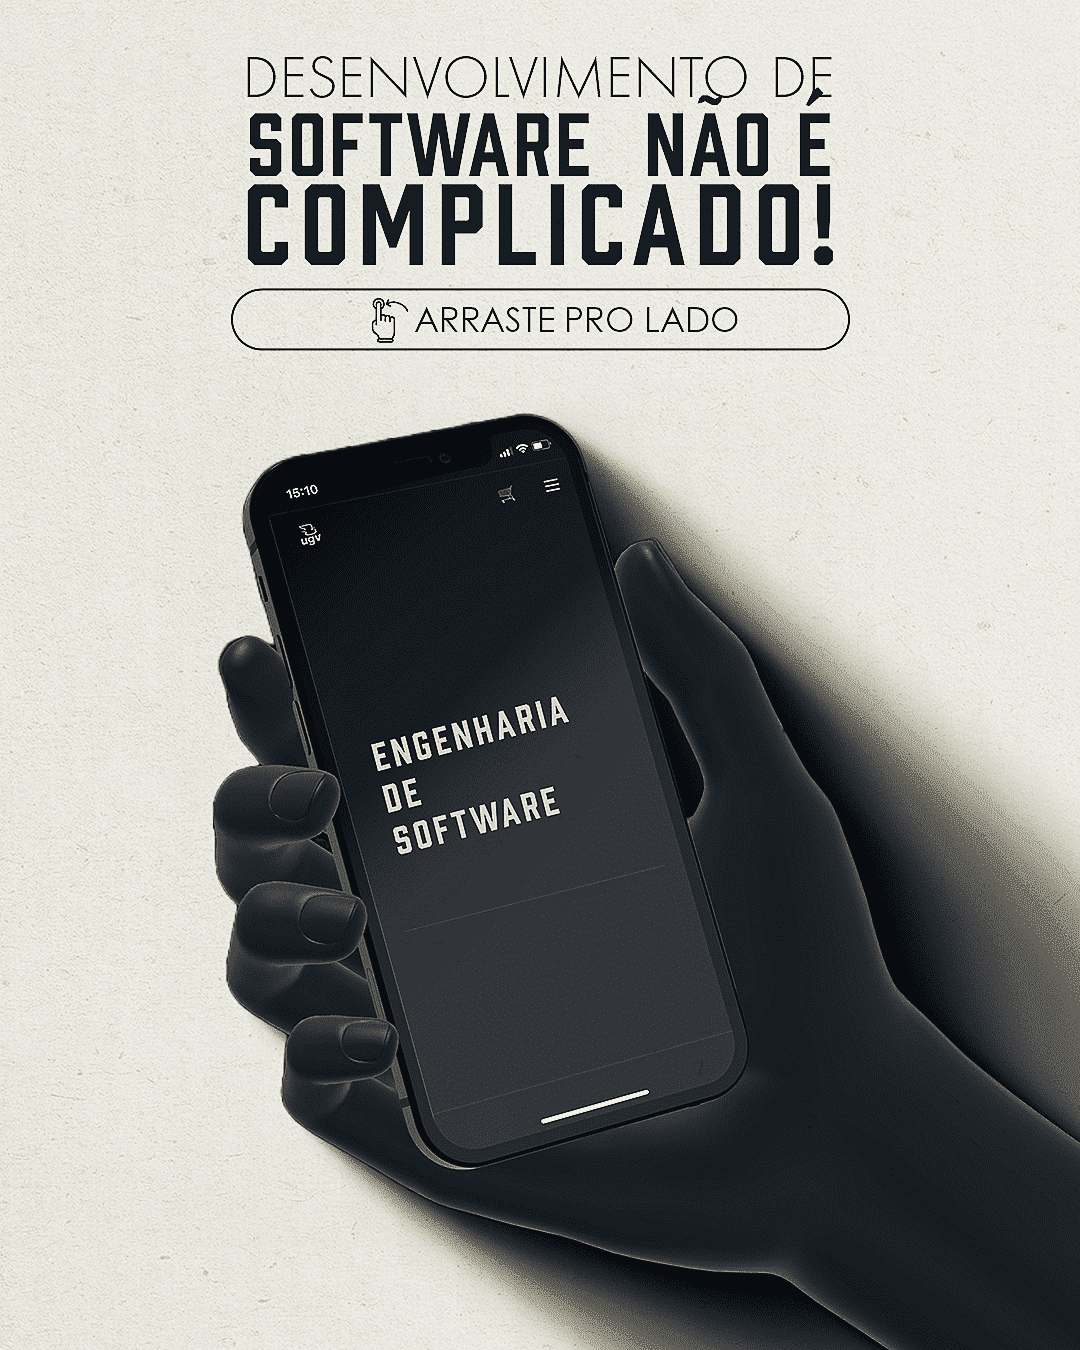 DESENVOLVIMENTO DE
SOFTWARE NÃO É
COMPLICADO!
ARRASTE PRO LADO
15:10
ugv
ENGENHARIA
DE
SOFTWARE